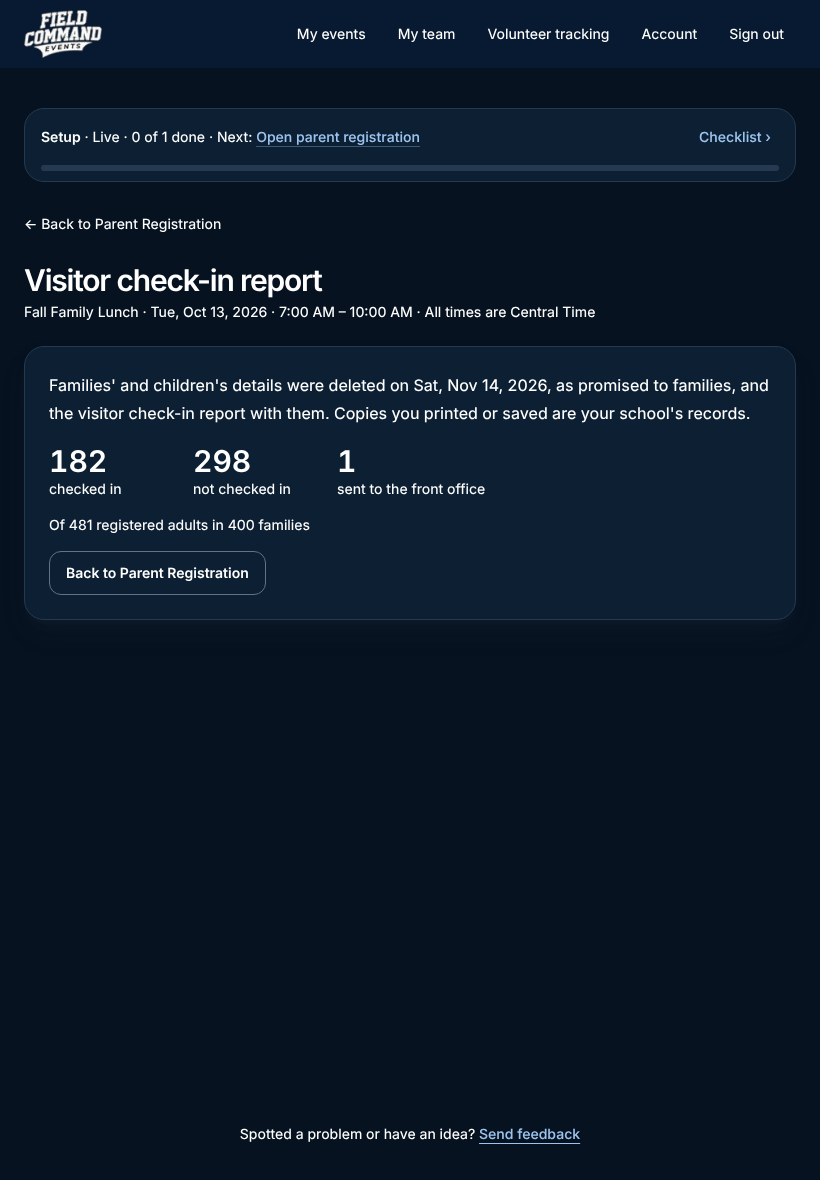 FIELD
COMMAND
EVENTS
My events
My team
Volunteer tracking
Account
Sign out
Setup · Live · 0 of 1 done · Next: Open parent registration
Checklist ›
← Back to Parent Registration
Visitor check-in report
Fall Family Lunch · Tue, Oct 13, 2026 · 7:00 AM – 10:00 AM · All times are Central Time
Families' and children's details were deleted on Sat, Nov 14, 2026, as promised to families, and
the visitor check-in report with them. Copies you printed or saved are your school's records.
182
checked in
298
not checked in
1
sent to the front office
Of 481 registered adults in 400 families
Back to Parent Registration
Spotted a problem or have an idea? Send feedback